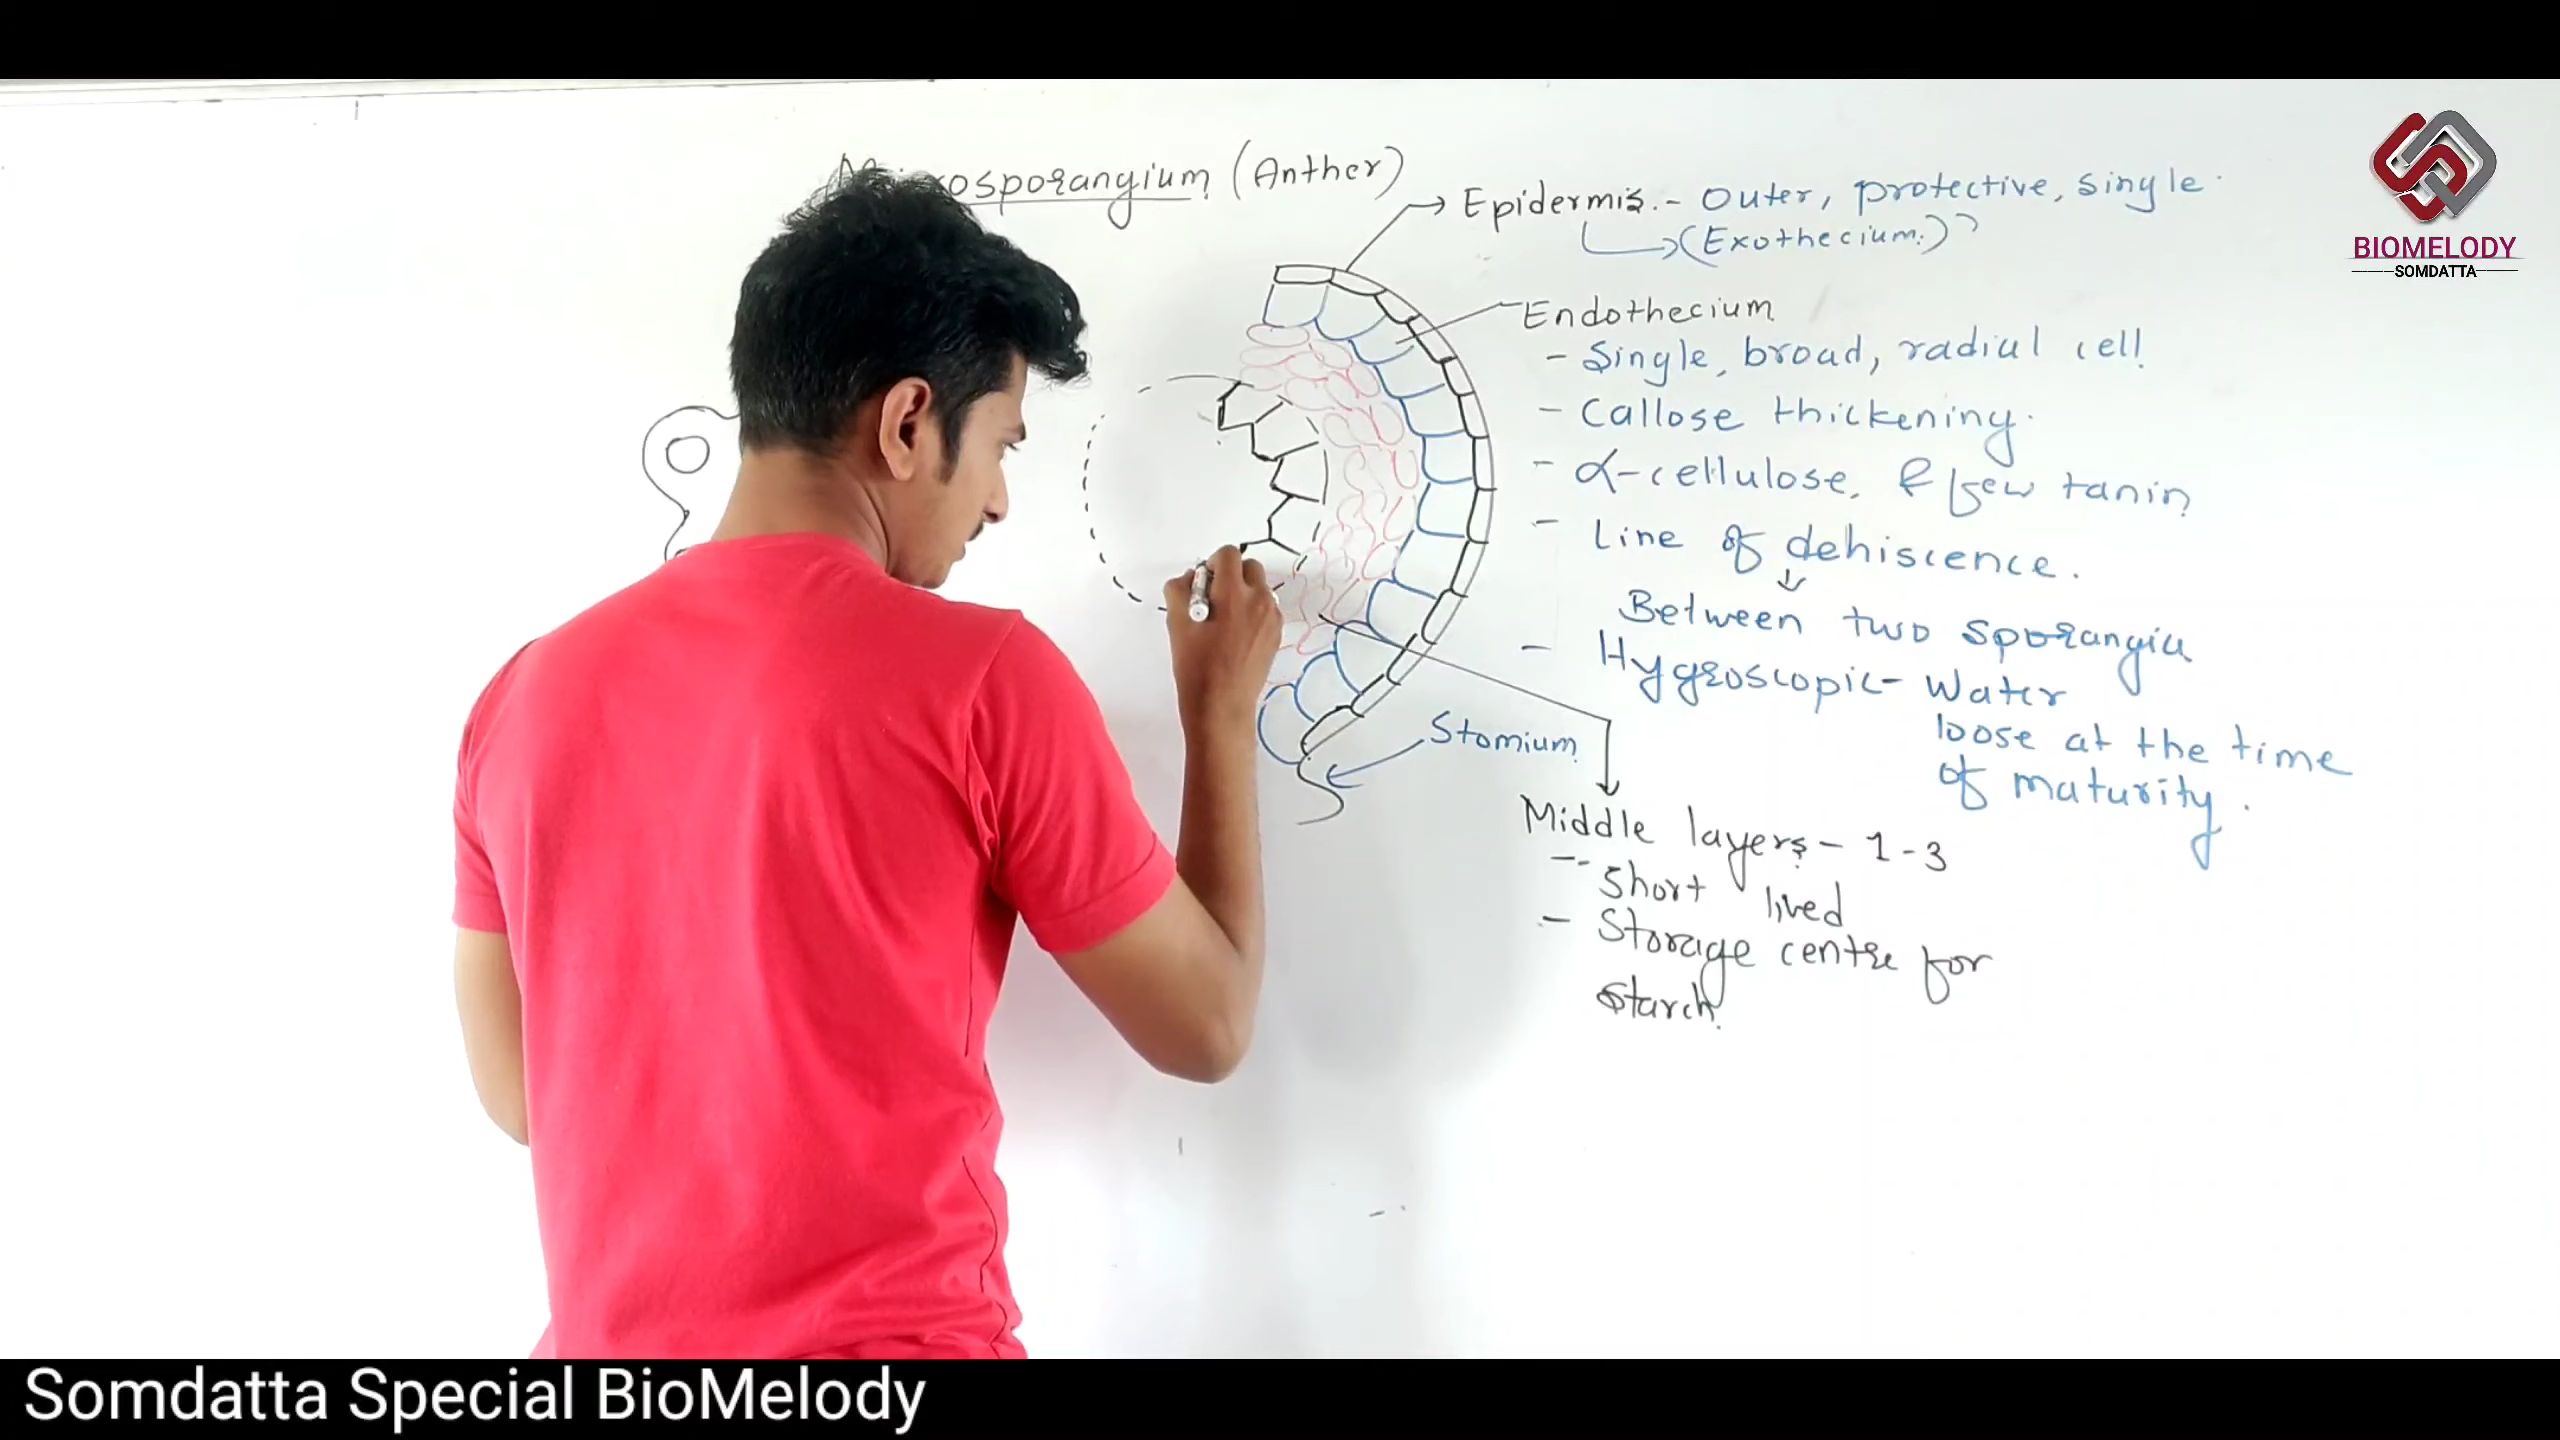 Microsporangium (Anther)
Epidermis. - Outer, protective, single.
(Exothecium.)
Endothecium
- Single, broad, radial cell
- Callose thickening.
- α-cellulose, & few tanin
- Line of dehiscence.
Between two sporangia
- Hygroscopic - Water
loose at the time
of maturity.
Stomium
Middle layers - 1-3
- Short lived
- Storage centre for
starch.
BIOMELODY
SOMDATTA
Somdatta Special BioMelody